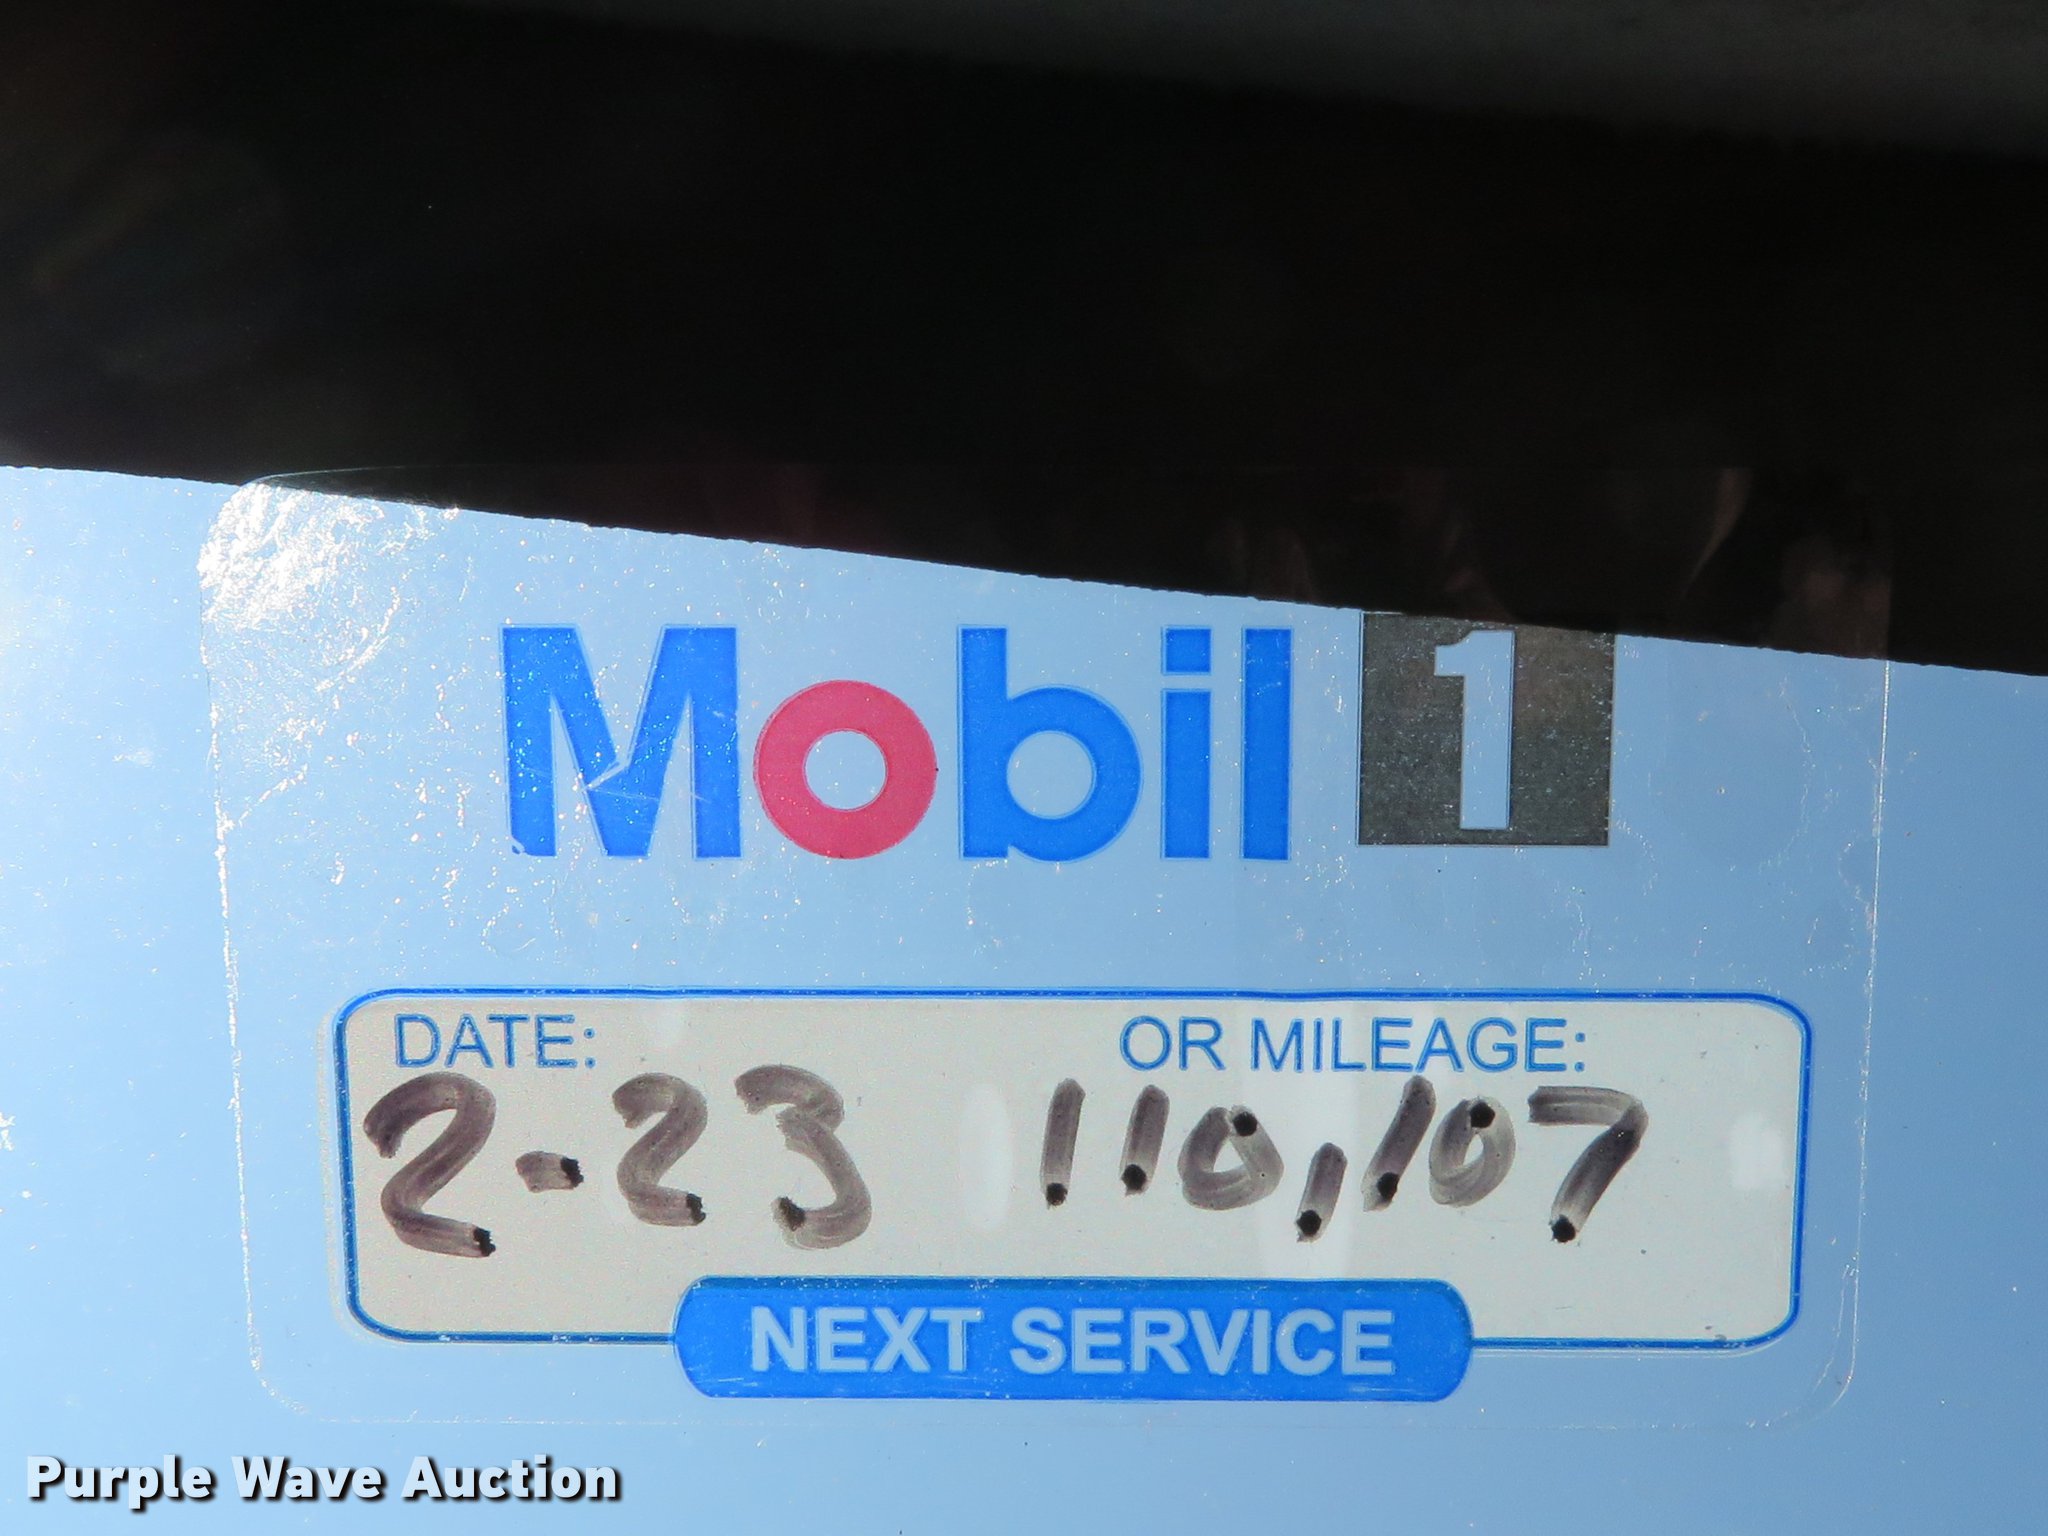 Mobil 1
DATE: OR MILEAGE:
2-23 110,107
NEXT SERVICE
Purple Wave Auction